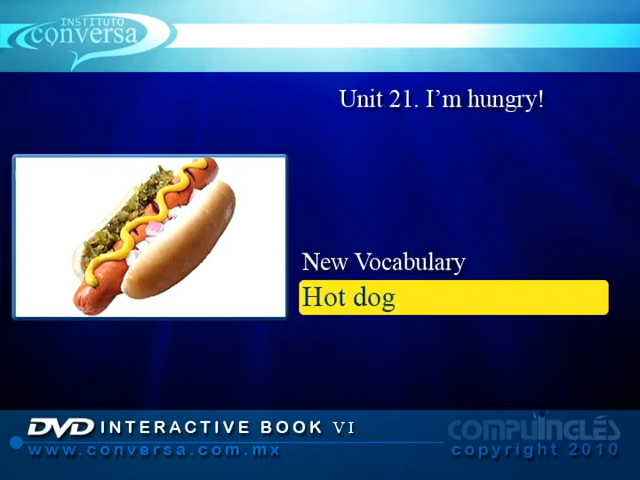 INSTITUTO
conversa
Unit 21. I'm hungry!
New Vocabulary
Hot dog
DVD INTERACTIVE BOOK VI
COMPUINGLÉS
www.conversa.com.mx
copyright 2010